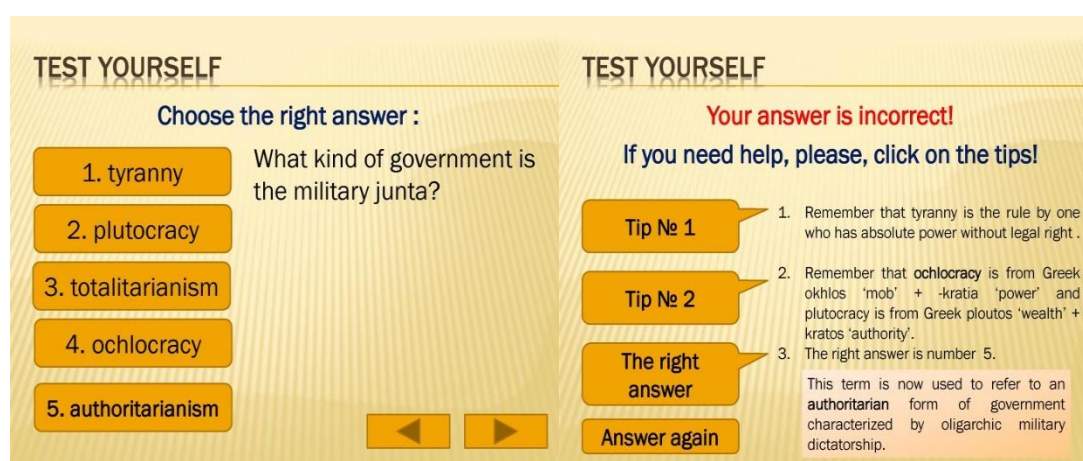 TEST YOURSELF
Choose the right answer :
1. tyranny
2. plutocracy
3. totalitarianism
4. ochlocracy
5. authoritarianism
What kind of government is
the military junta?
TEST YOURSELF
Your answer is incorrect!
If you need help, please, click on the tips!
Tip № 1
1. Remember that tyranny is the rule by one
who has absolute power without legal right .
Tip № 2
2. Remember that ochlocracy is from Greek
okhlos ‘mob’ + -kratia ‘power’ and
plutocracy is from Greek ploutos ‘wealth’ +
kratos ‘authority’.
The right
answer
3. The right answer is number 5.
This term is now used to refer to an
authoritarian form of government
characterized by oligarchic military
dictatorship.
Answer again